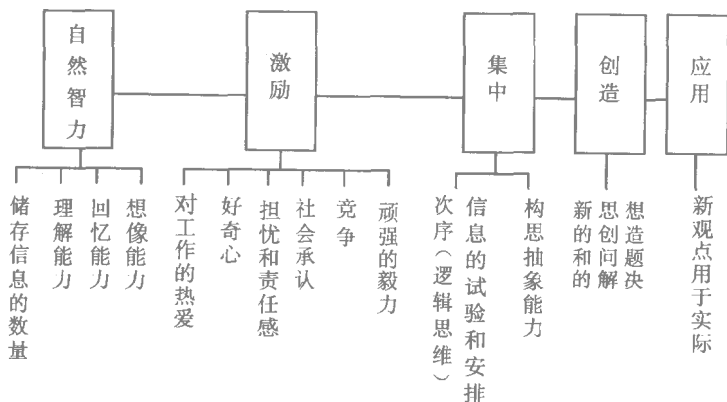 自然智力
激励
集中
创造
应用
储存信息的数量
理解能力
回忆能力
想像能力
对工作的热爱
好奇心
担忧和责任感
社会承认
竞争
顽强的毅力
信息的试验和安排
次序（逻辑思维）
构思抽象能力
新思想
的创造
和问题
的解决
新观点用于实际